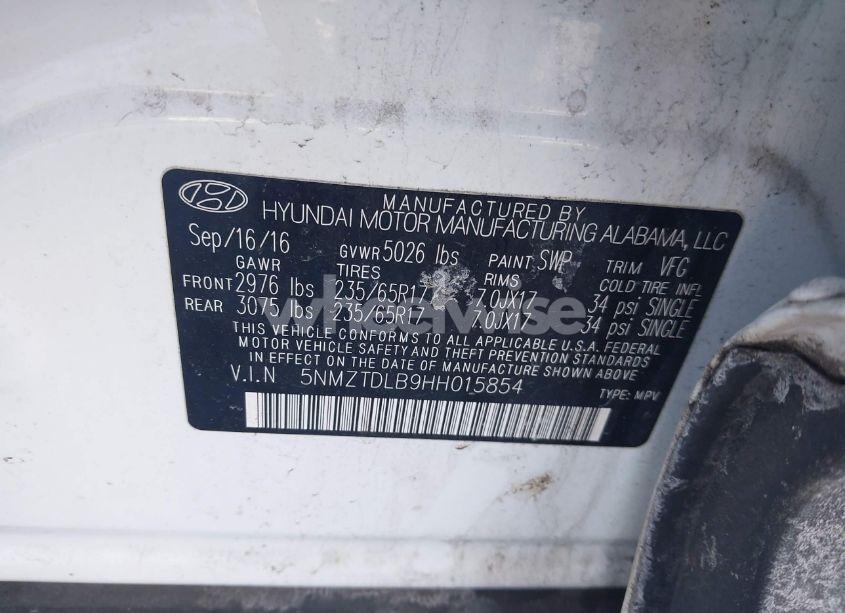 MANUFACTURED BY
HYUNDAI MOTOR MANUFACTURING ALABAMA, LLC
Sep/16/16 GVWR 5026 lbs PAINT SWP TRIM VFG
GAWR TIRES RIMS COLD TIRE INFL
FRONT 2976 lbs 235/65R17 7.0JX17 34 psi SINGLE
REAR 3075 lbs 235/65R17 7.0JX17 34 psi SINGLE
wheelwise
THIS VEHICLE CONFORMS TO ALL APPLICABLE U.S.A. FEDERAL
MOTOR VEHICLE SAFETY AND THEFT PREVENTION STANDARDS
IN EFFECT ON THE DATE OF MANUFACTURE SHOWN ABOVE.
V.I.N 5NMZTDLB9HH015854 TYPE: MPV